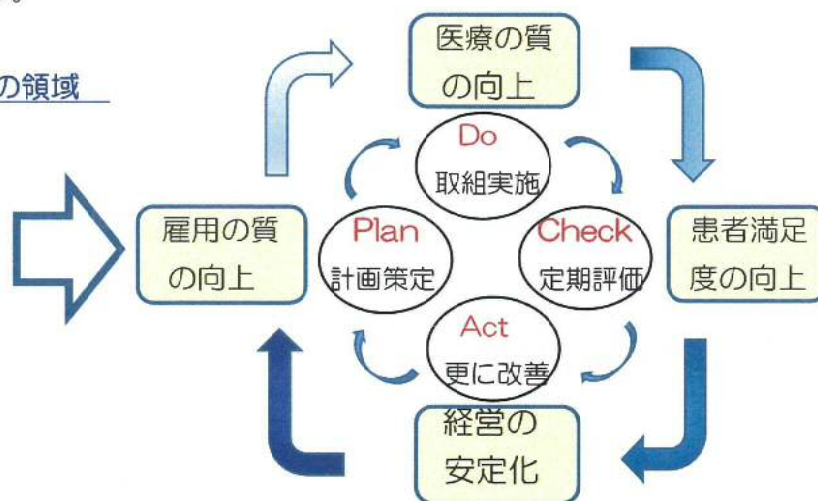 。
の領域
医療の質
の向上
Do
取組実施
雇用の質
の向上
Plan
計画策定
Check
定期評価
患者満足
度の向上
Act
更に改善
経営の
安定化